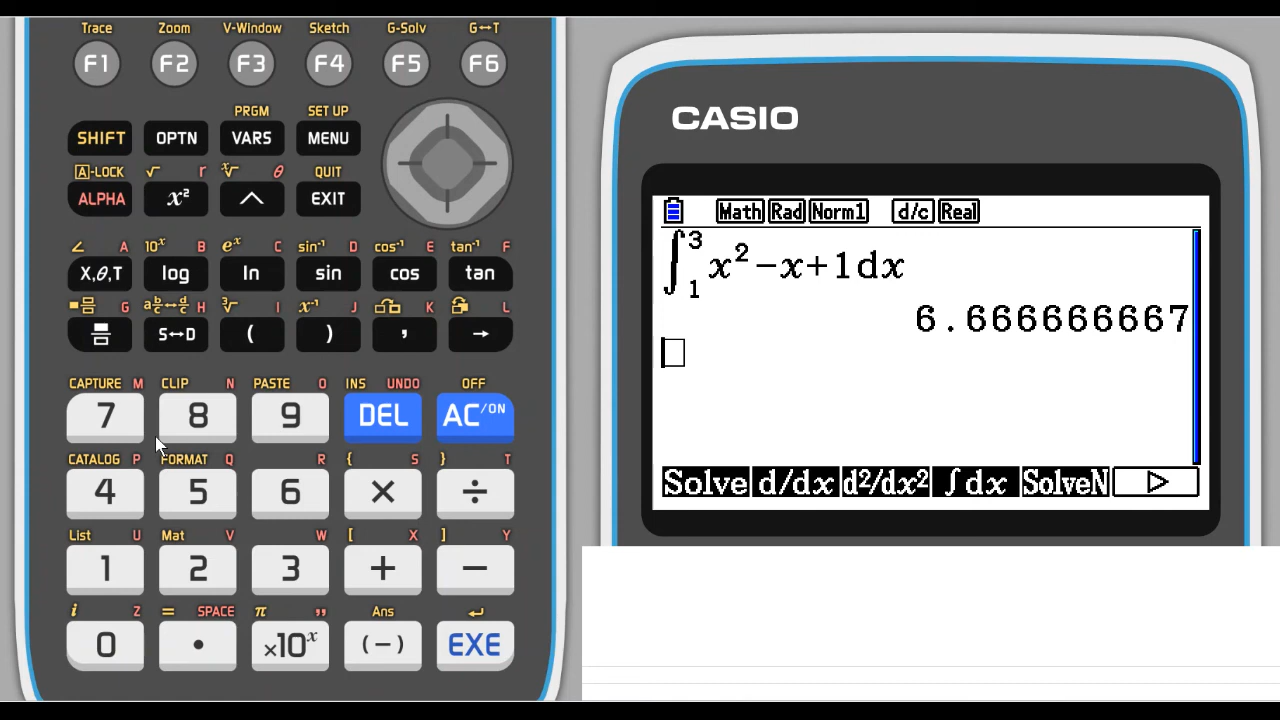 Trace Zoom V-Window Sketch G-Solv G↔T
F1 F2 F3 F4 F5 F6
PRGM SET UP
SHIFT OPTN VARS MENU
A-LOCK √ r ˣ√ θ QUIT
ALPHA x² ^ EXIT
∠ A 10ˣ B eˣ C sin⁻¹ D cos⁻¹ E tan⁻¹ F
X,θ,T log ln sin cos tan
G a b/c↔d/c H ³√ I x⁻¹ J K L
S↔D ( ) , →
CAPTURE M CLIP N PASTE O INS UNDO OFF
7 8 9 DEL AC/ON
CATALOG P FORMAT Q R { S } T
4 5 6 × ÷
List U Mat V W [ X ] Y
1 2 3 + −
i Z = SPACE π ” Ans ↵
0 • ×10ˣ (−) EXE
CASIO
Math Rad Norm1 d/c Real
∫₁³ x²−x+1dx
6.666666667
Solve d/dx d²/dx² ∫dx SolveN ▷